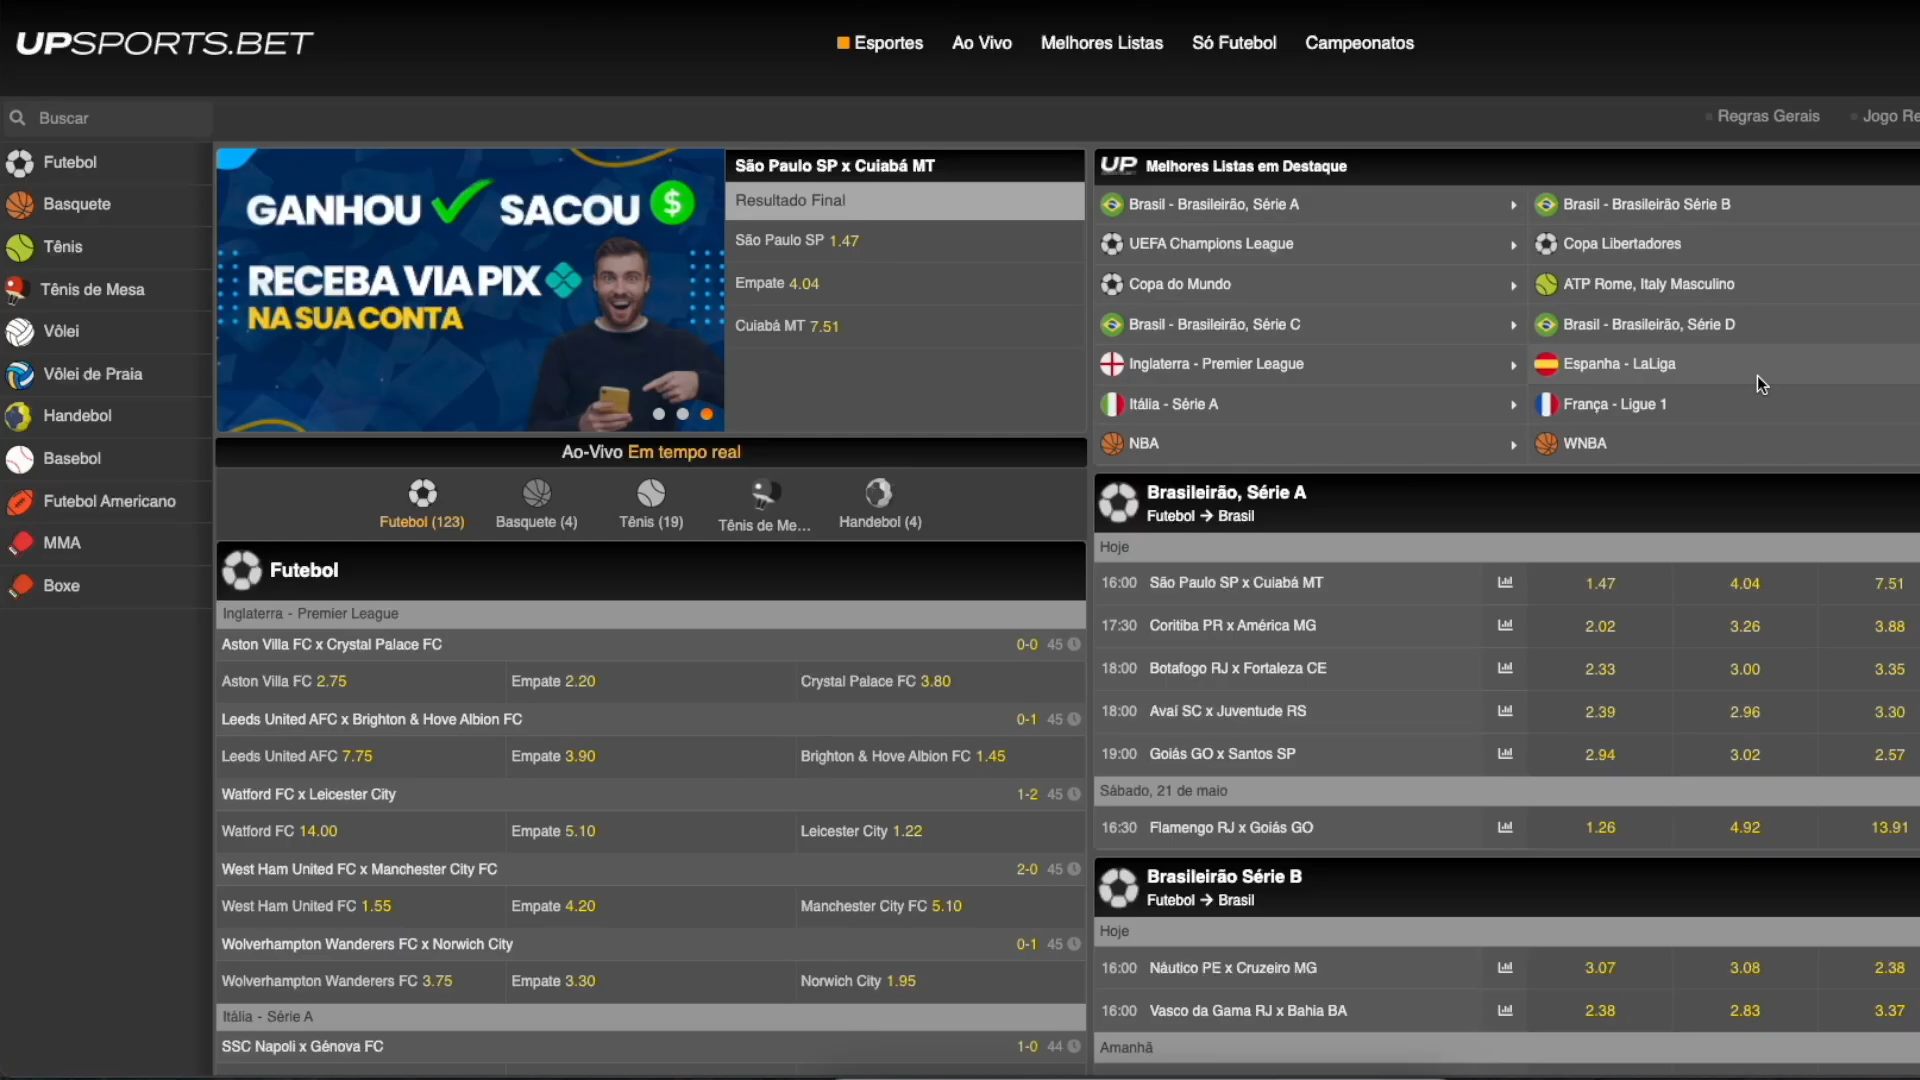 UPSPORTS.BET
Esportes
Ao Vivo
Melhores Listas
Só Futebol
Campeonatos
Buscar
Regras Gerais
Futebol
Basquete
Tênis
Tênis de Mesa
Vôlei
Vôlei de Praia
Handebol
Basebol
Futebol Americano
MMA
Boxe
GANHOU SACOU $
RECEBA VIA PIX
NA SUA CONTA
São Paulo SP x Cuiabá MT
Resultado Final
São Paulo SP 1.47
Empate 4.04
Cuiabá MT 7.51
Ao-Vivo Em tempo real
Futebol (123)
Basquete (4)
Tênis (19)
Tênis de Me...
Handebol (4)
Futebol
Inglaterra - Premier League
Aston Villa FC x Crystal Palace FC 0-0 45
Aston Villa FC 2.75 Empate 2.20 Crystal Palace FC 3.80
Leeds United AFC x Brighton & Hove Albion FC 0-1 45
Leeds United AFC 7.75 Empate 3.90 Brighton & Hove Albion FC 1.45
Watford FC x Leicester City 1-2 45
Watford FC 14.00 Empate 5.10 Leicester City 1.22
West Ham United FC x Manchester City FC 2-0 45
West Ham United FC 1.55 Empate 4.20 Manchester City FC 5.10
Wolverhampton Wanderers FC x Norwich City 0-1 45
Wolverhampton Wanderers FC 3.75 Empate 3.30 Norwich City 1.95
Itália - Série A
SSC Napoli x Génova FC 1-0 44
UP Melhores Listas em Destaque
Brasil - Brasileirão, Série A
Brasil - Brasileirão Série B
UEFA Champions League
Copa Libertadores
Copa do Mundo
ATP Rome, Italy Masculino
Brasil - Brasileirão, Série C
Brasil - Brasileirão, Série D
Inglaterra - Premier League
Espanha - LaLiga
Itália - Série A
França - Ligue 1
NBA
WNBA
Brasileirão, Série A
Futebol → Brasil
Hoje
16:00 São Paulo SP x Cuiabá MT 1.47 4.04 7.51
17:30 Coritiba PR x América MG 2.02 3.26 3.88
18:00 Botafogo RJ x Fortaleza CE 2.33 3.00 3.35
18:00 Avaí SC x Juventude RS 2.39 2.96 3.30
19:00 Goiás GO x Santos SP 2.94 3.02 2.57
Sábado, 21 de maio
16:30 Flamengo RJ x Goiás GO 1.26 4.92 13.91
Brasileirão Série B
Futebol → Brasil
Hoje
16:00 Náutico PE x Cruzeiro MG 3.07 3.08 2.38
16:00 Vasco da Gama RJ x Bahia BA 2.38 2.83 3.37
Amanhã